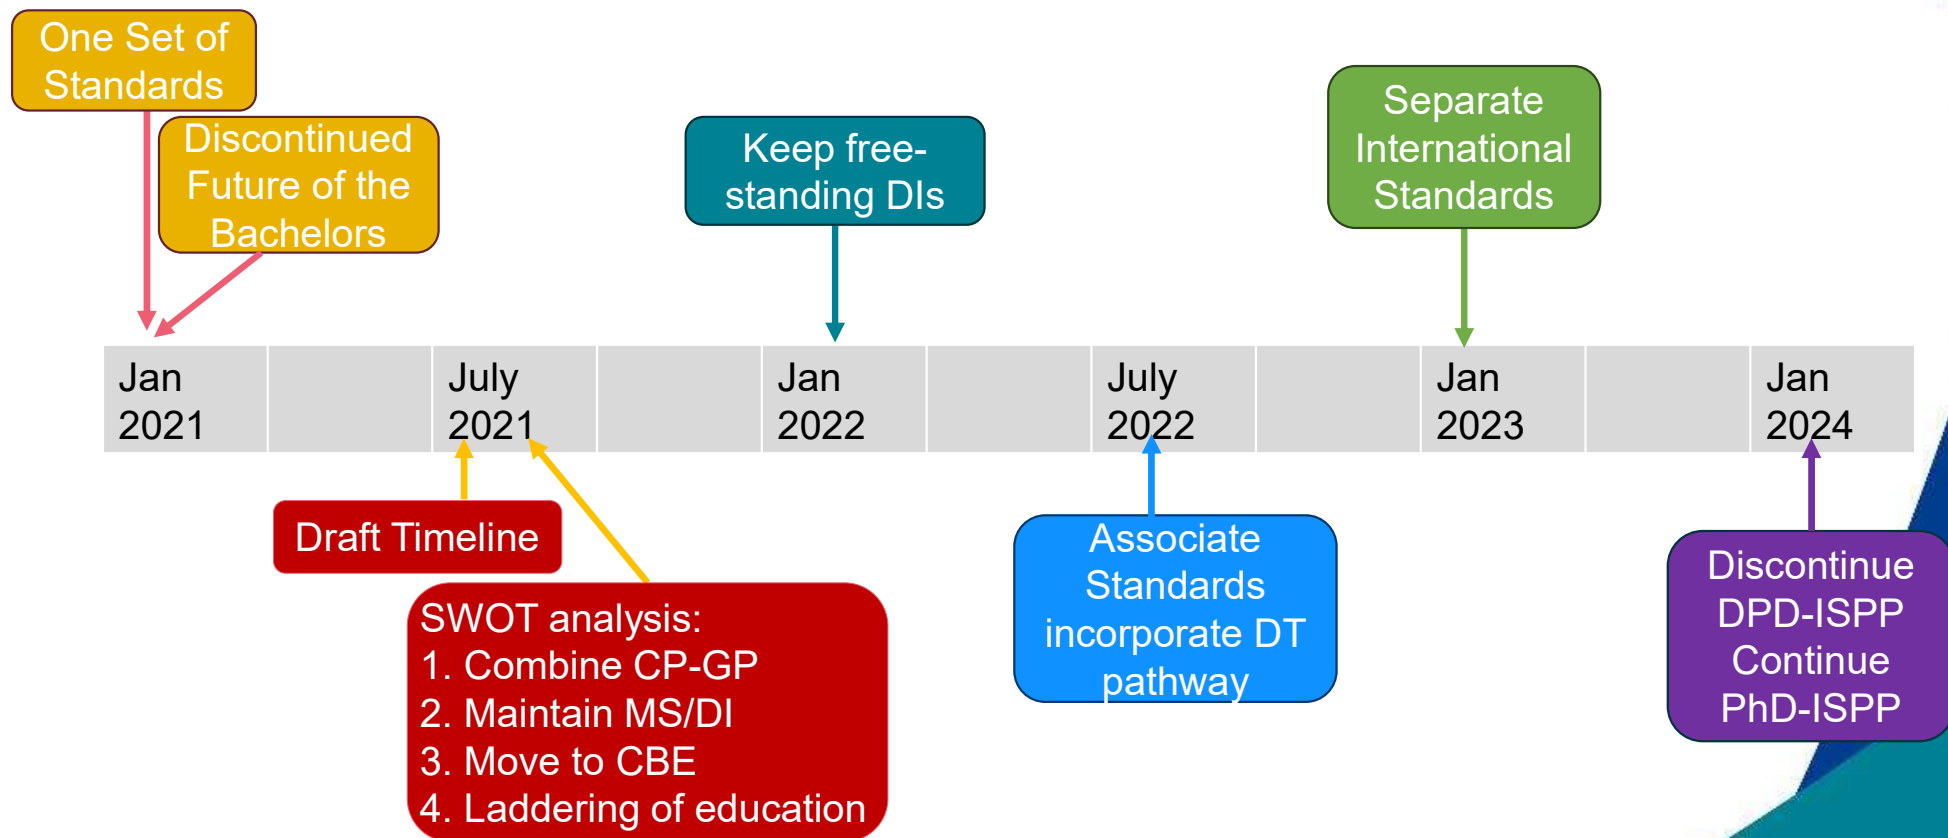 One Set of
Standards
Discontinued
Future of the
Bachelors
Keep free-
standing DIs
Separate
International
Standards
Jan
2021
July
2021
Jan
2022
July
2022
Jan
2023
Jan
2024
Draft Timeline
SWOT analysis:
1. Combine CP-GP
2. Maintain MS/DI
3. Move to CBE
4. Laddering of education
Associate
Standards
incorporate DT
pathway
Discontinue
DPD-ISPP
Continue
PhD-ISPP